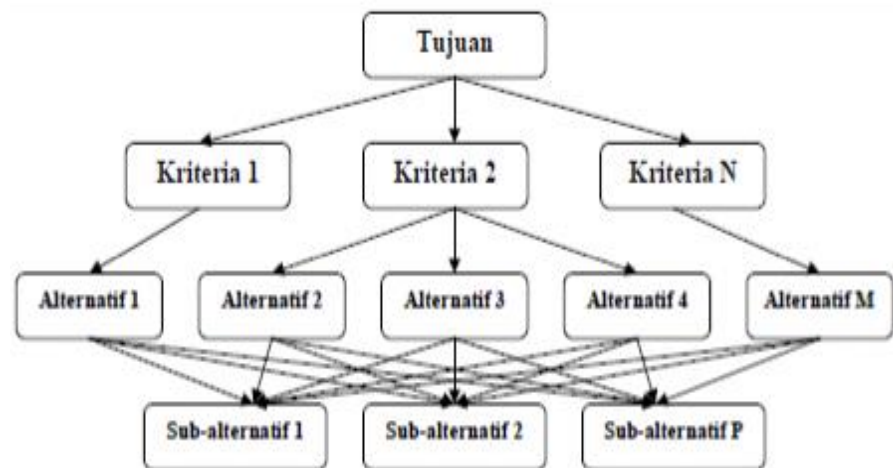 Tujuan
Kriteria 1
Kriteria 2
Kriteria N
Alternatif 1
Alternatif 2
Alternatif 3
Alternatif 4
Alternatif M
Sub-alternatif 1
Sub-alternatif 2
Sub-alternatif P